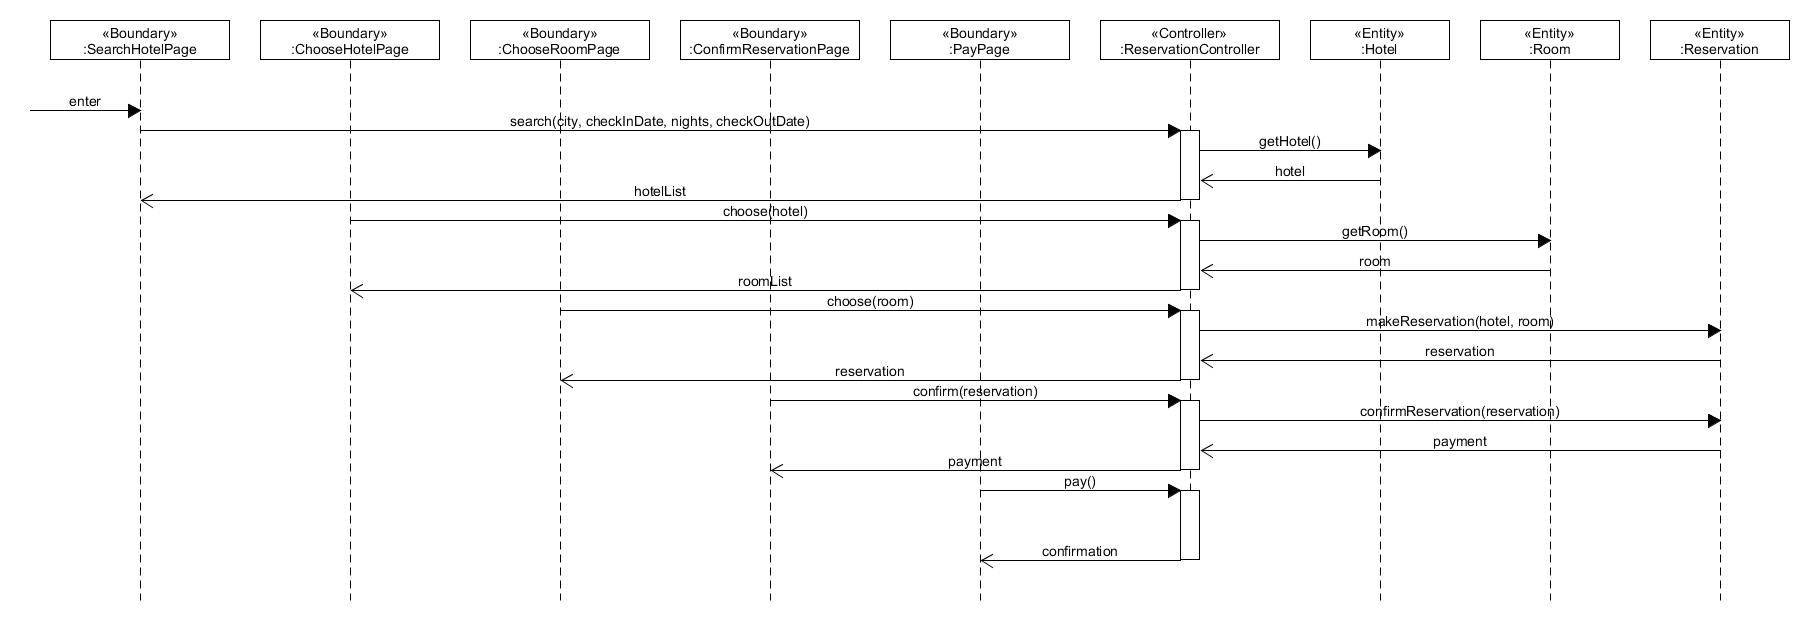 «Boundary»
:SearchHotelPage
«Boundary»
:ChooseHotelPage
«Boundary»
:ChooseRoomPage
«Boundary»
:ConfirmReservationPage
«Boundary»
:PayPage
«Controller»
:ReservationController
«Entity»
:Hotel
«Entity»
:Room
«Entity»
:Reservation
enter
search(city, checkInDate, nights, checkOutDate)
getHotel()
hotel
hotelList
choose(hotel)
getRoom()
room
roomList
choose(room)
makeReservation(hotel, room)
reservation
reservation
confirm(reservation)
confirmReservation(reservation)
payment
payment
pay()
confirmation